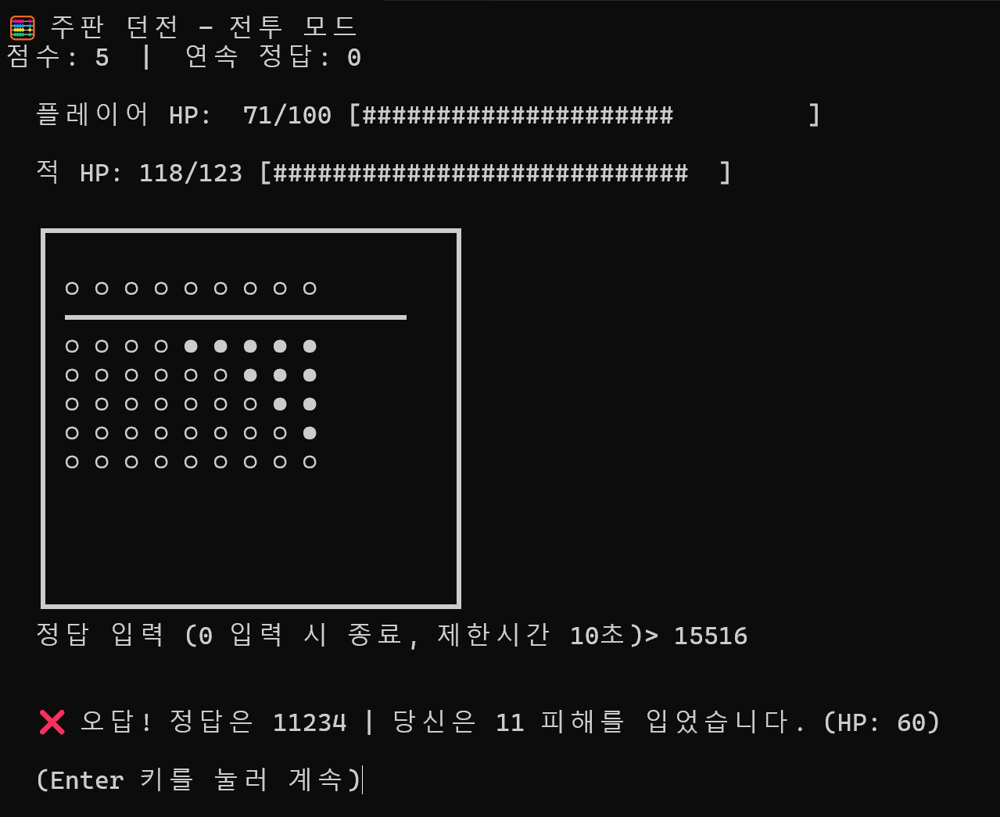 주판 던전 - 전투 모드
점수: 5 | 연속 정답: 0
플레이어 HP: 71/100 [##################### ]
적 HP: 118/123 [############################ ]
정답 입력 (0 입력 시 종료, 제한시간 10초)> 15516
❌ 오답! 정답은 11234 | 당신은 11 피해를 입었습니다. (HP: 60)
(Enter 키를 눌러 계속)